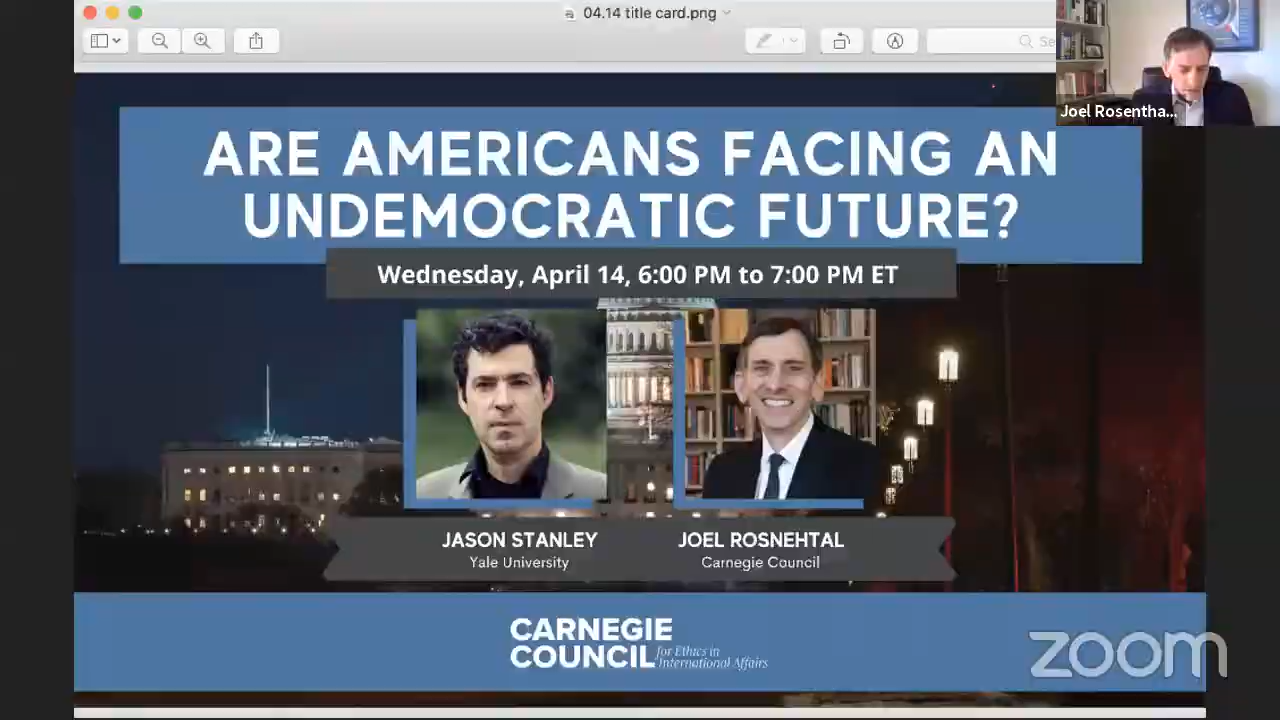 04.14 title card.png
Se
Joel Rosentha...
ARE AMERICANS FACING AN
UNDEMOCRATIC FUTURE?
Wednesday, April 14, 6:00 PM to 7:00 PM ET
JASON STANLEY
Yale University
JOEL ROSNEHTAL
Carnegie Council
CARNEGIE
COUNCIL for Ethics in
International Affairs
zoom